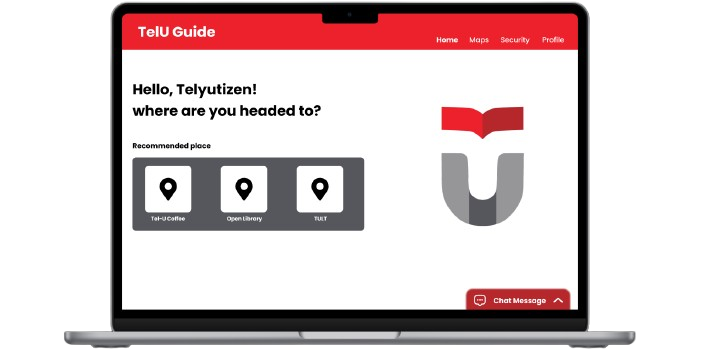 TelU Guide
Home Maps Security Profile
Hello, Telyutizen!
where are you headed to?
Recommended place
Tel-U Coffee Open Library TULT
Chat Message